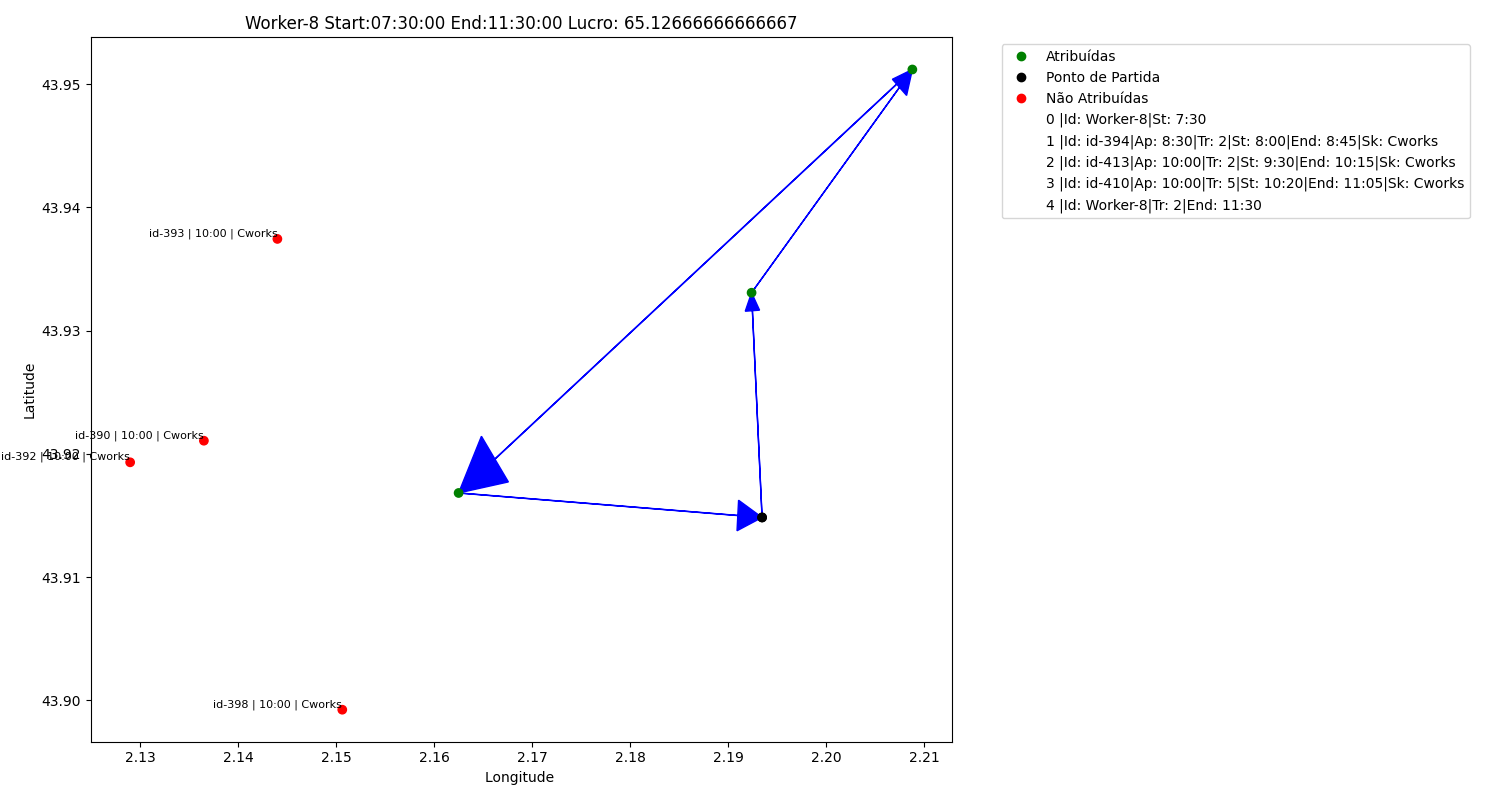 Worker-8 Start:07:30:00 End:11:30:00 Lucro: 65.12666666666667
Atribuídas
Ponto de Partida
Não Atribuídas
0 |Id: Worker-8|St: 7:30
1 |Id: id-394|Ap: 8:30|Tr: 2|St: 8:00|End: 8:45|Sk: Cworks
2 |Id: id-413|Ap: 10:00|Tr: 2|St: 9:30|End: 10:15|Sk: Cworks
3 |Id: id-410|Ap: 10:00|Tr: 5|St: 10:20|End: 11:05|Sk: Cworks
4 |Id: Worker-8|Tr: 2|End: 11:30
43.95
43.94
id-393 | 10:00 | Cworks
43.93
Latitude
id-390 | 10:00 | Cworks
43.92
id-392 | 10:00 | Cworks
43.91
43.90
id-398 | 10:00 | Cworks
2.13 2.14 2.15 2.16 2.17 2.18 2.19 2.20 2.21
Longitude